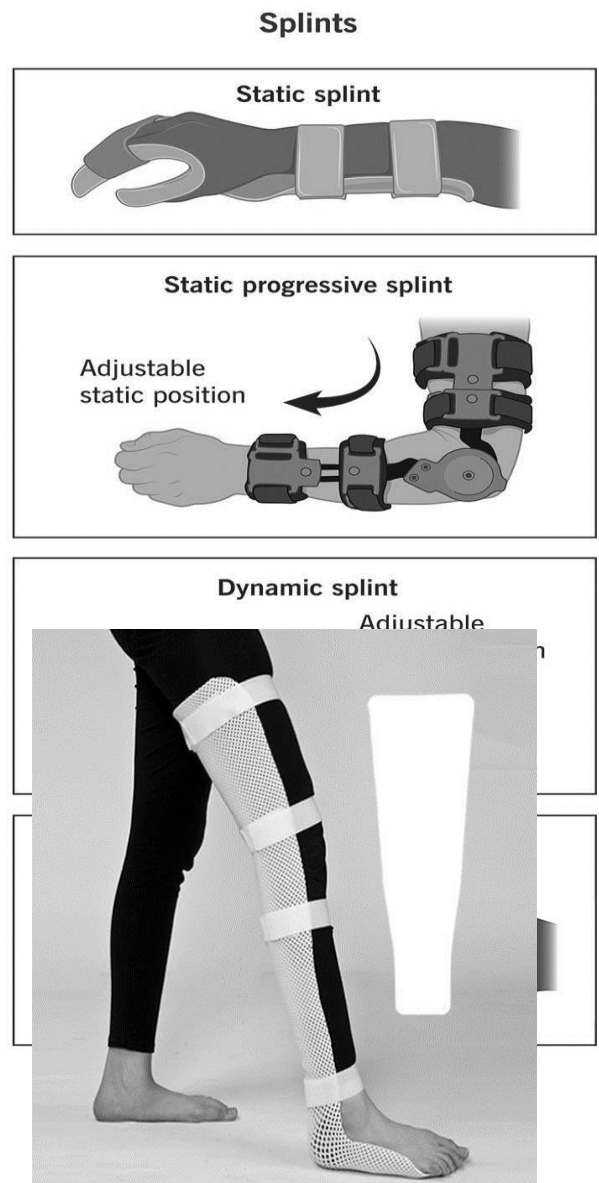 Splints
Static splint
Static progressive splint
Adjustable
static position
Dynamic splint
Adjustable